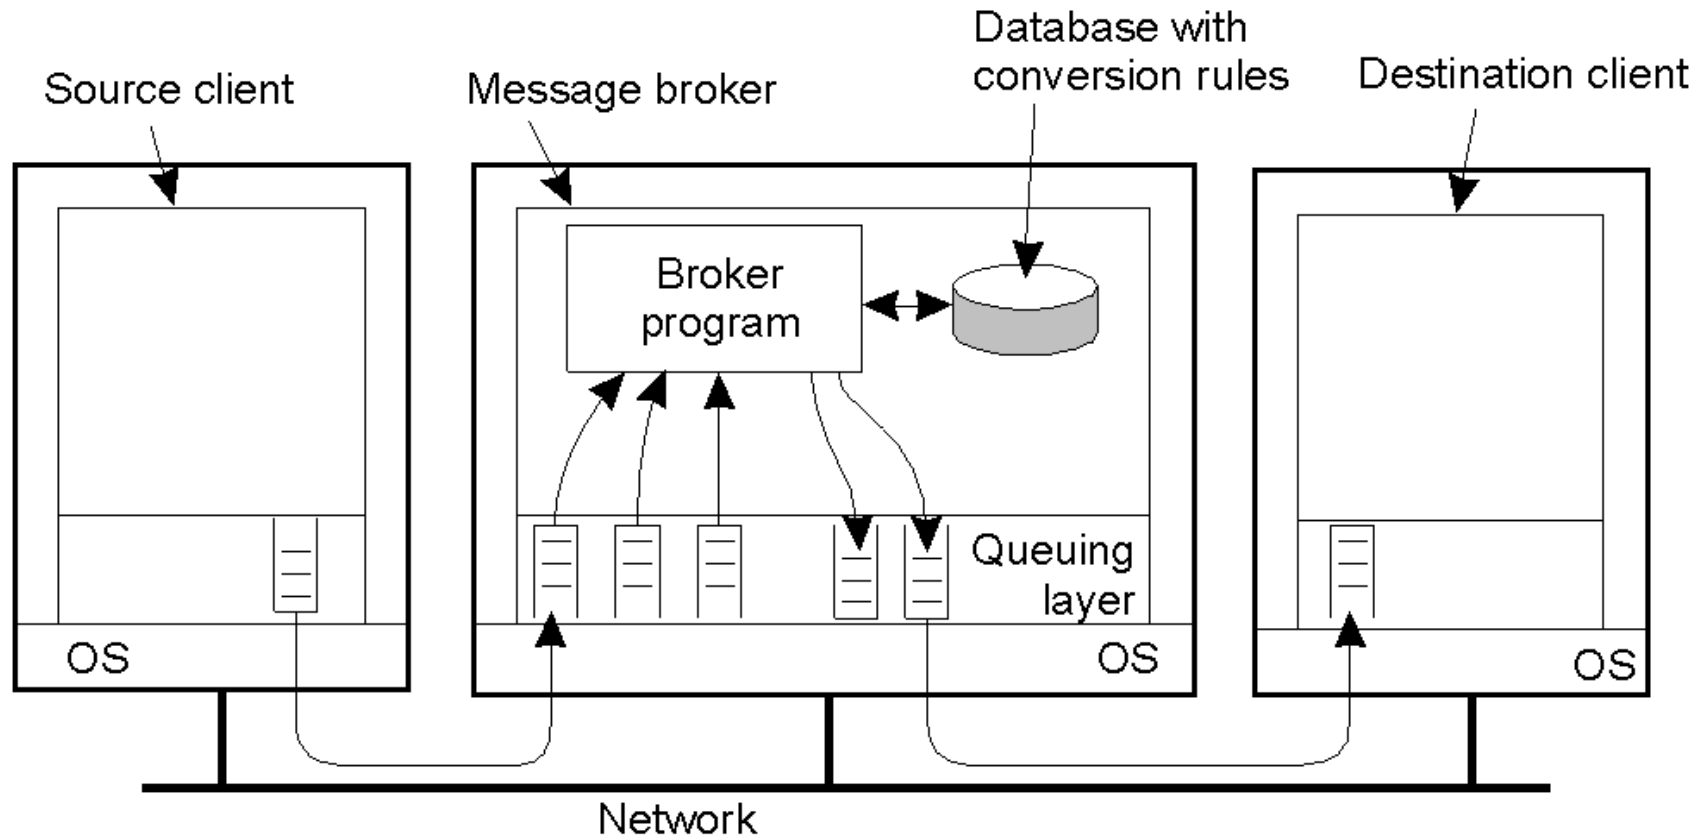 Database with
conversion rules
Source client
Message broker
Destination client
Broker
program
Queuing
layer
OS
OS
OS
Network